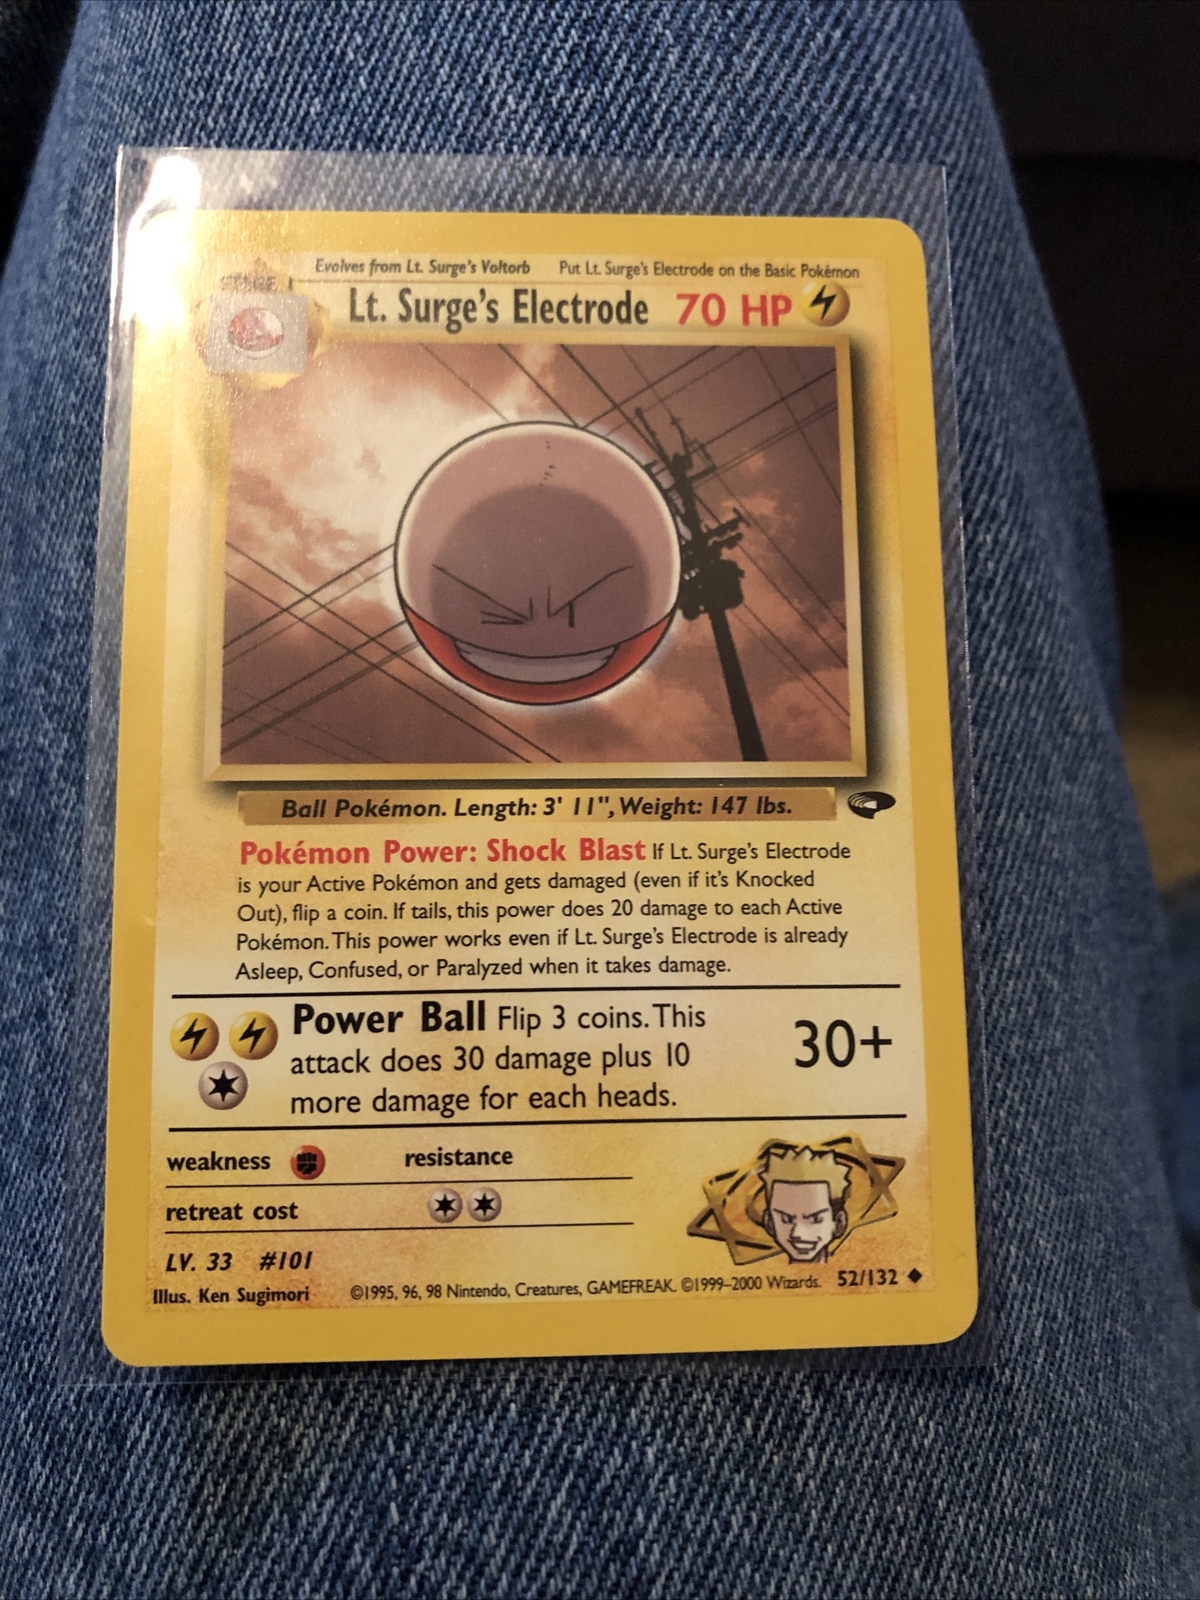 Evolves from Lt. Surge's Voltorb Put Lt. Surge's Electrode on the Basic Pokémon
STAGE 1
Lt. Surge's Electrode 70 HP
Ball Pokémon. Length: 3' 11", Weight: 147 lbs.
Pokémon Power: Shock Blast If Lt. Surge's Electrode
is your Active Pokémon and gets damaged (even if it's Knocked
Out), flip a coin. If tails, this power does 20 damage to each Active
Pokémon. This power works even if Lt. Surge's Electrode is already
Asleep, Confused, or Paralyzed when it takes damage.
Power Ball Flip 3 coins. This
attack does 30 damage plus 10
more damage for each heads.
30+
weakness resistance
retreat cost
LV. 33 #101
Illus. Ken Sugimori ©1995, 96, 98 Nintendo, Creatures, GAMEFREAK. ©1999–2000 Wizards. 52/132